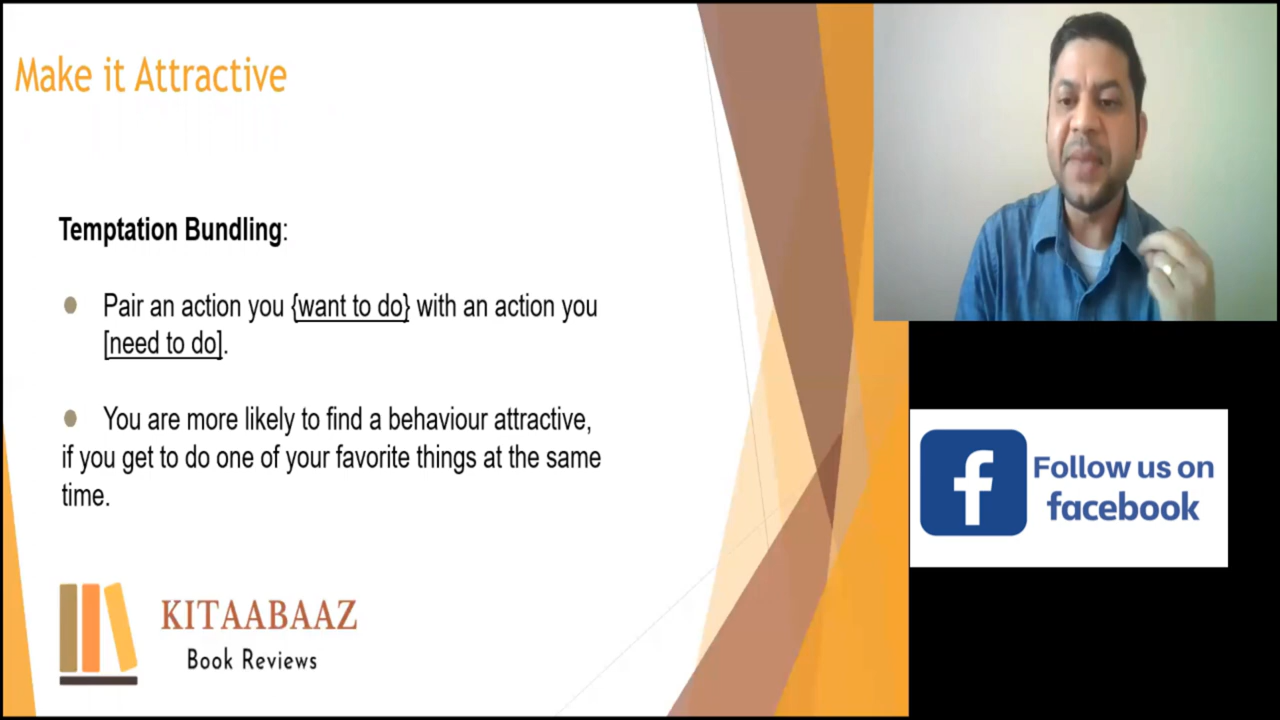 Make it Attractive
Temptation Bundling:
● Pair an action you {want to do} with an action you
[need to do].
● You are more likely to find a behaviour attractive,
if you get to do one of your favorite things at the same
time.
KITAABAAZ
Book Reviews
Follow us on
facebook